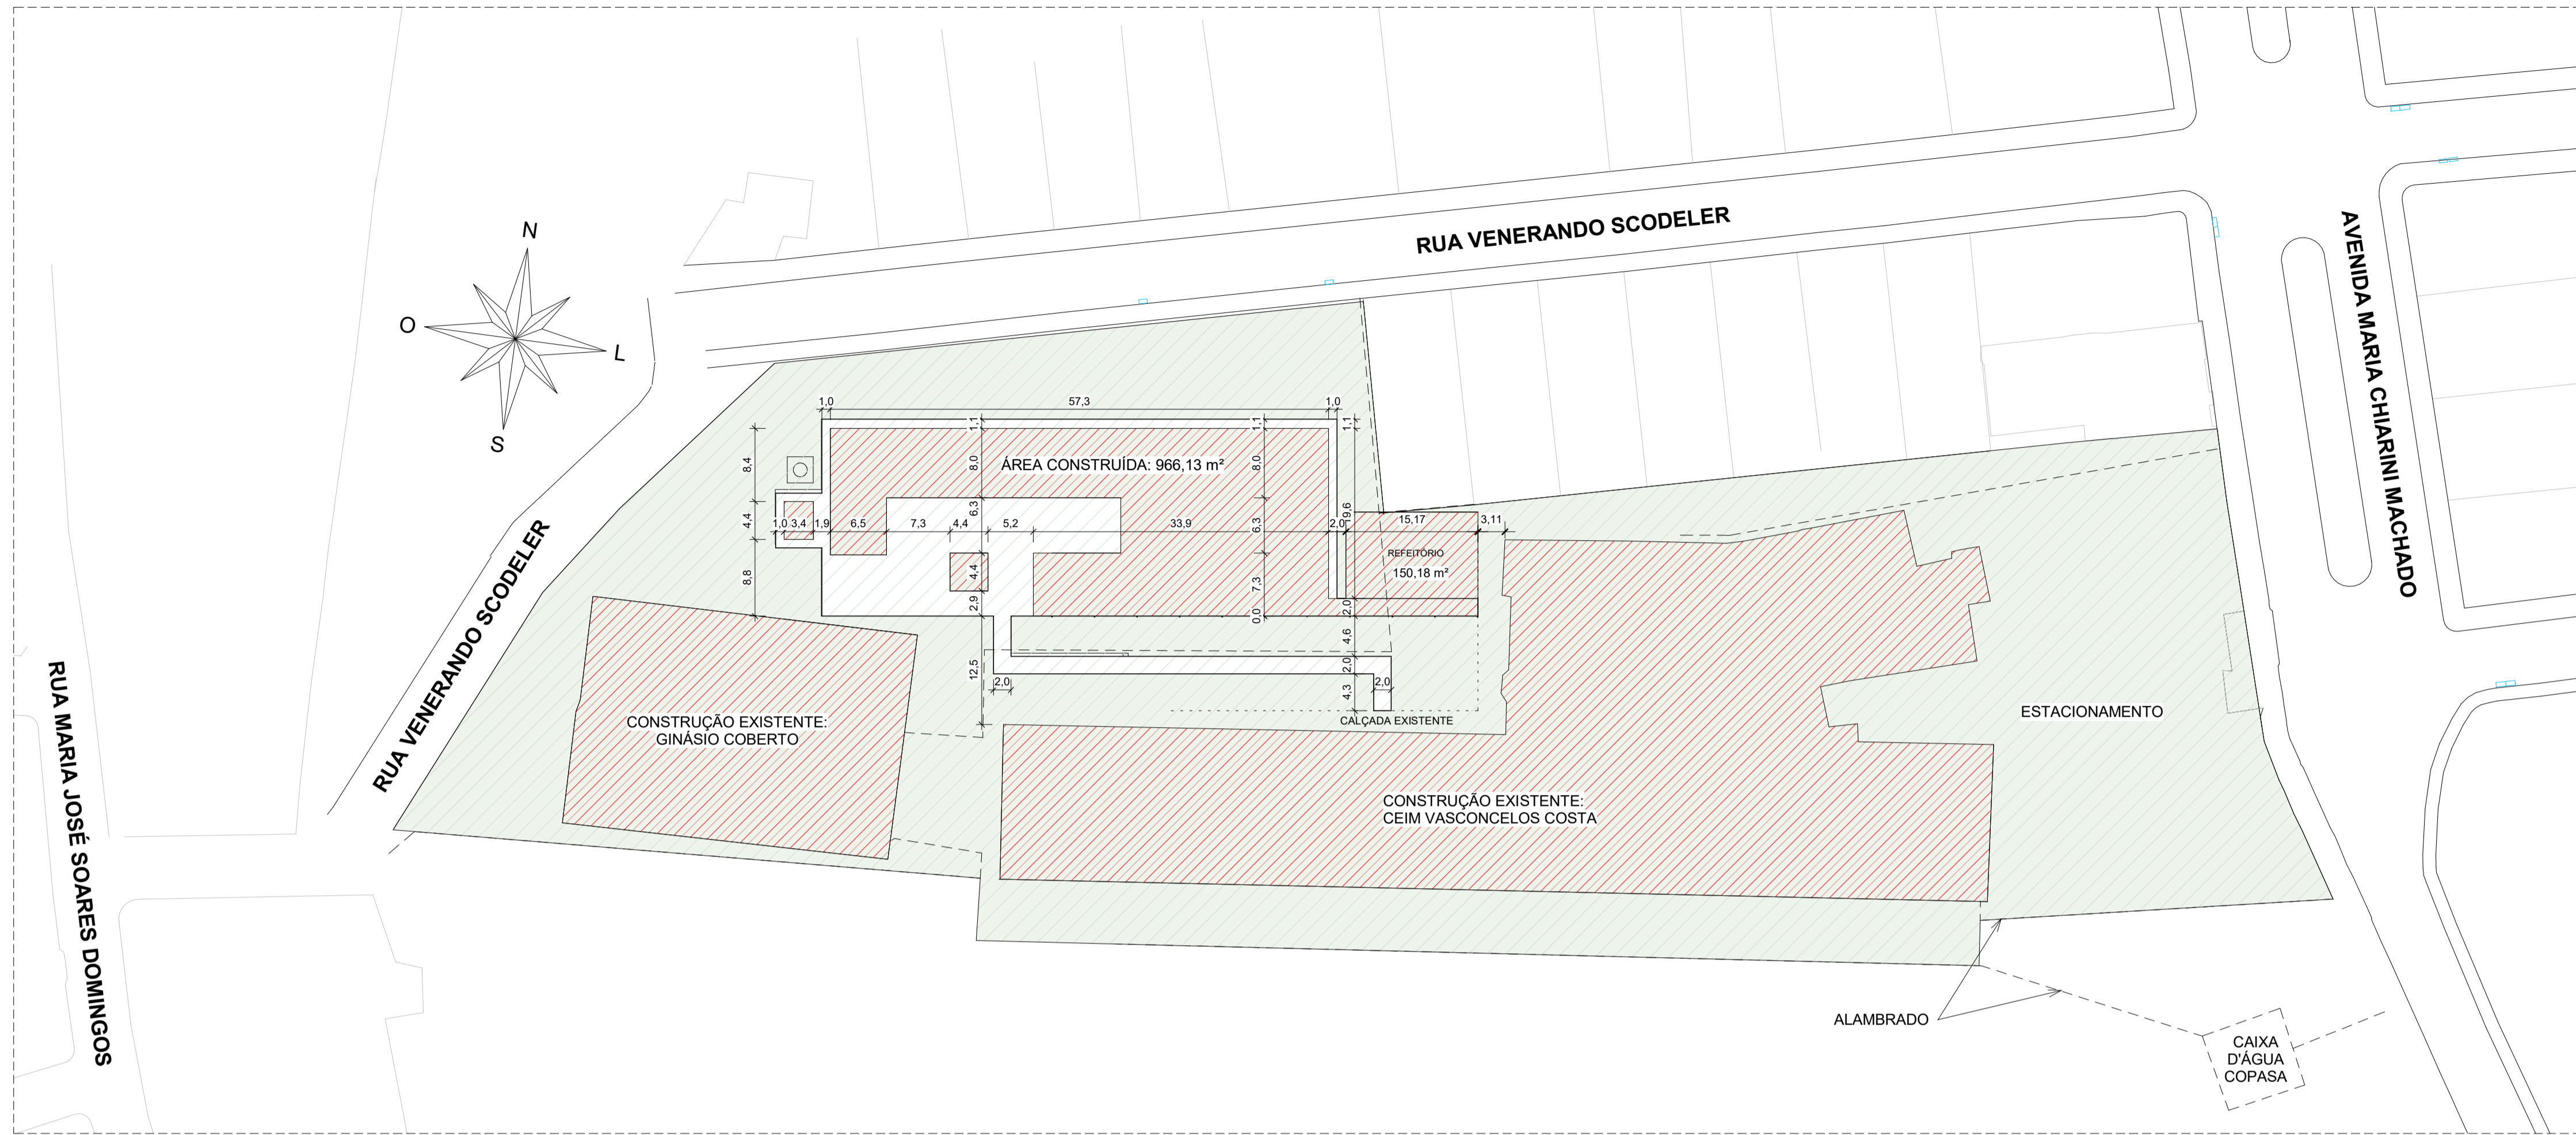 N
O
L
S
RUA VENERANDO SCODELER
AVENIDA MARIA CHIARINI MACHADO
1,0
57,3
1,0
1,1
1,1
1,1
8,4
8,0
ÁREA CONSTRUÍDA: 966,13 m²
8,0
4,4
6,3
6,3
19,6
1,0
3,4
1,9
6,5
7,3
4,4
5,2
33,9
2,0
15,17
3,11
REFEITÓRIO
150,18 m²
8,8
4,4
7,3
2,9
0,0
2,0
4,6
12,5
2,0
2,0
2,0
4,3
CALÇADA EXISTENTE
RUA VENERANDO SCODELER
RUA MARIA JOSÉ SOARES DOMINGOS
CONSTRUÇÃO EXISTENTE:
GINÁSIO COBERTO
ESTACIONAMENTO
CONSTRUÇÃO EXISTENTE:
CEIM VASCONCELOS COSTA
ALAMBRADO
CAIXA
D'ÁGUA
COPASA